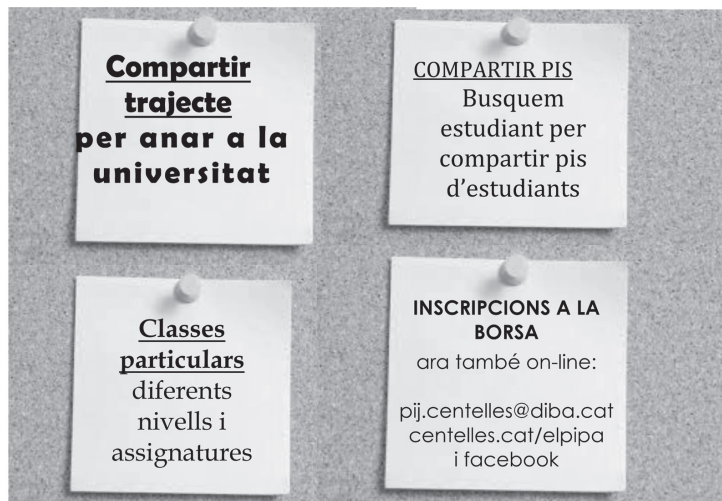 Compartir
trajecte
per anar a la
universitat
COMPARTIR PIS
Busquem
estudiant per
compartir pis
d'estudiants
Classes
particulars
diferents
nivells i
assignatures
INSCRIPCIONS A LA
BORSA
ara també on-line:
pij.centelles@diba.cat
centelles.cat/elpipa
i facebook